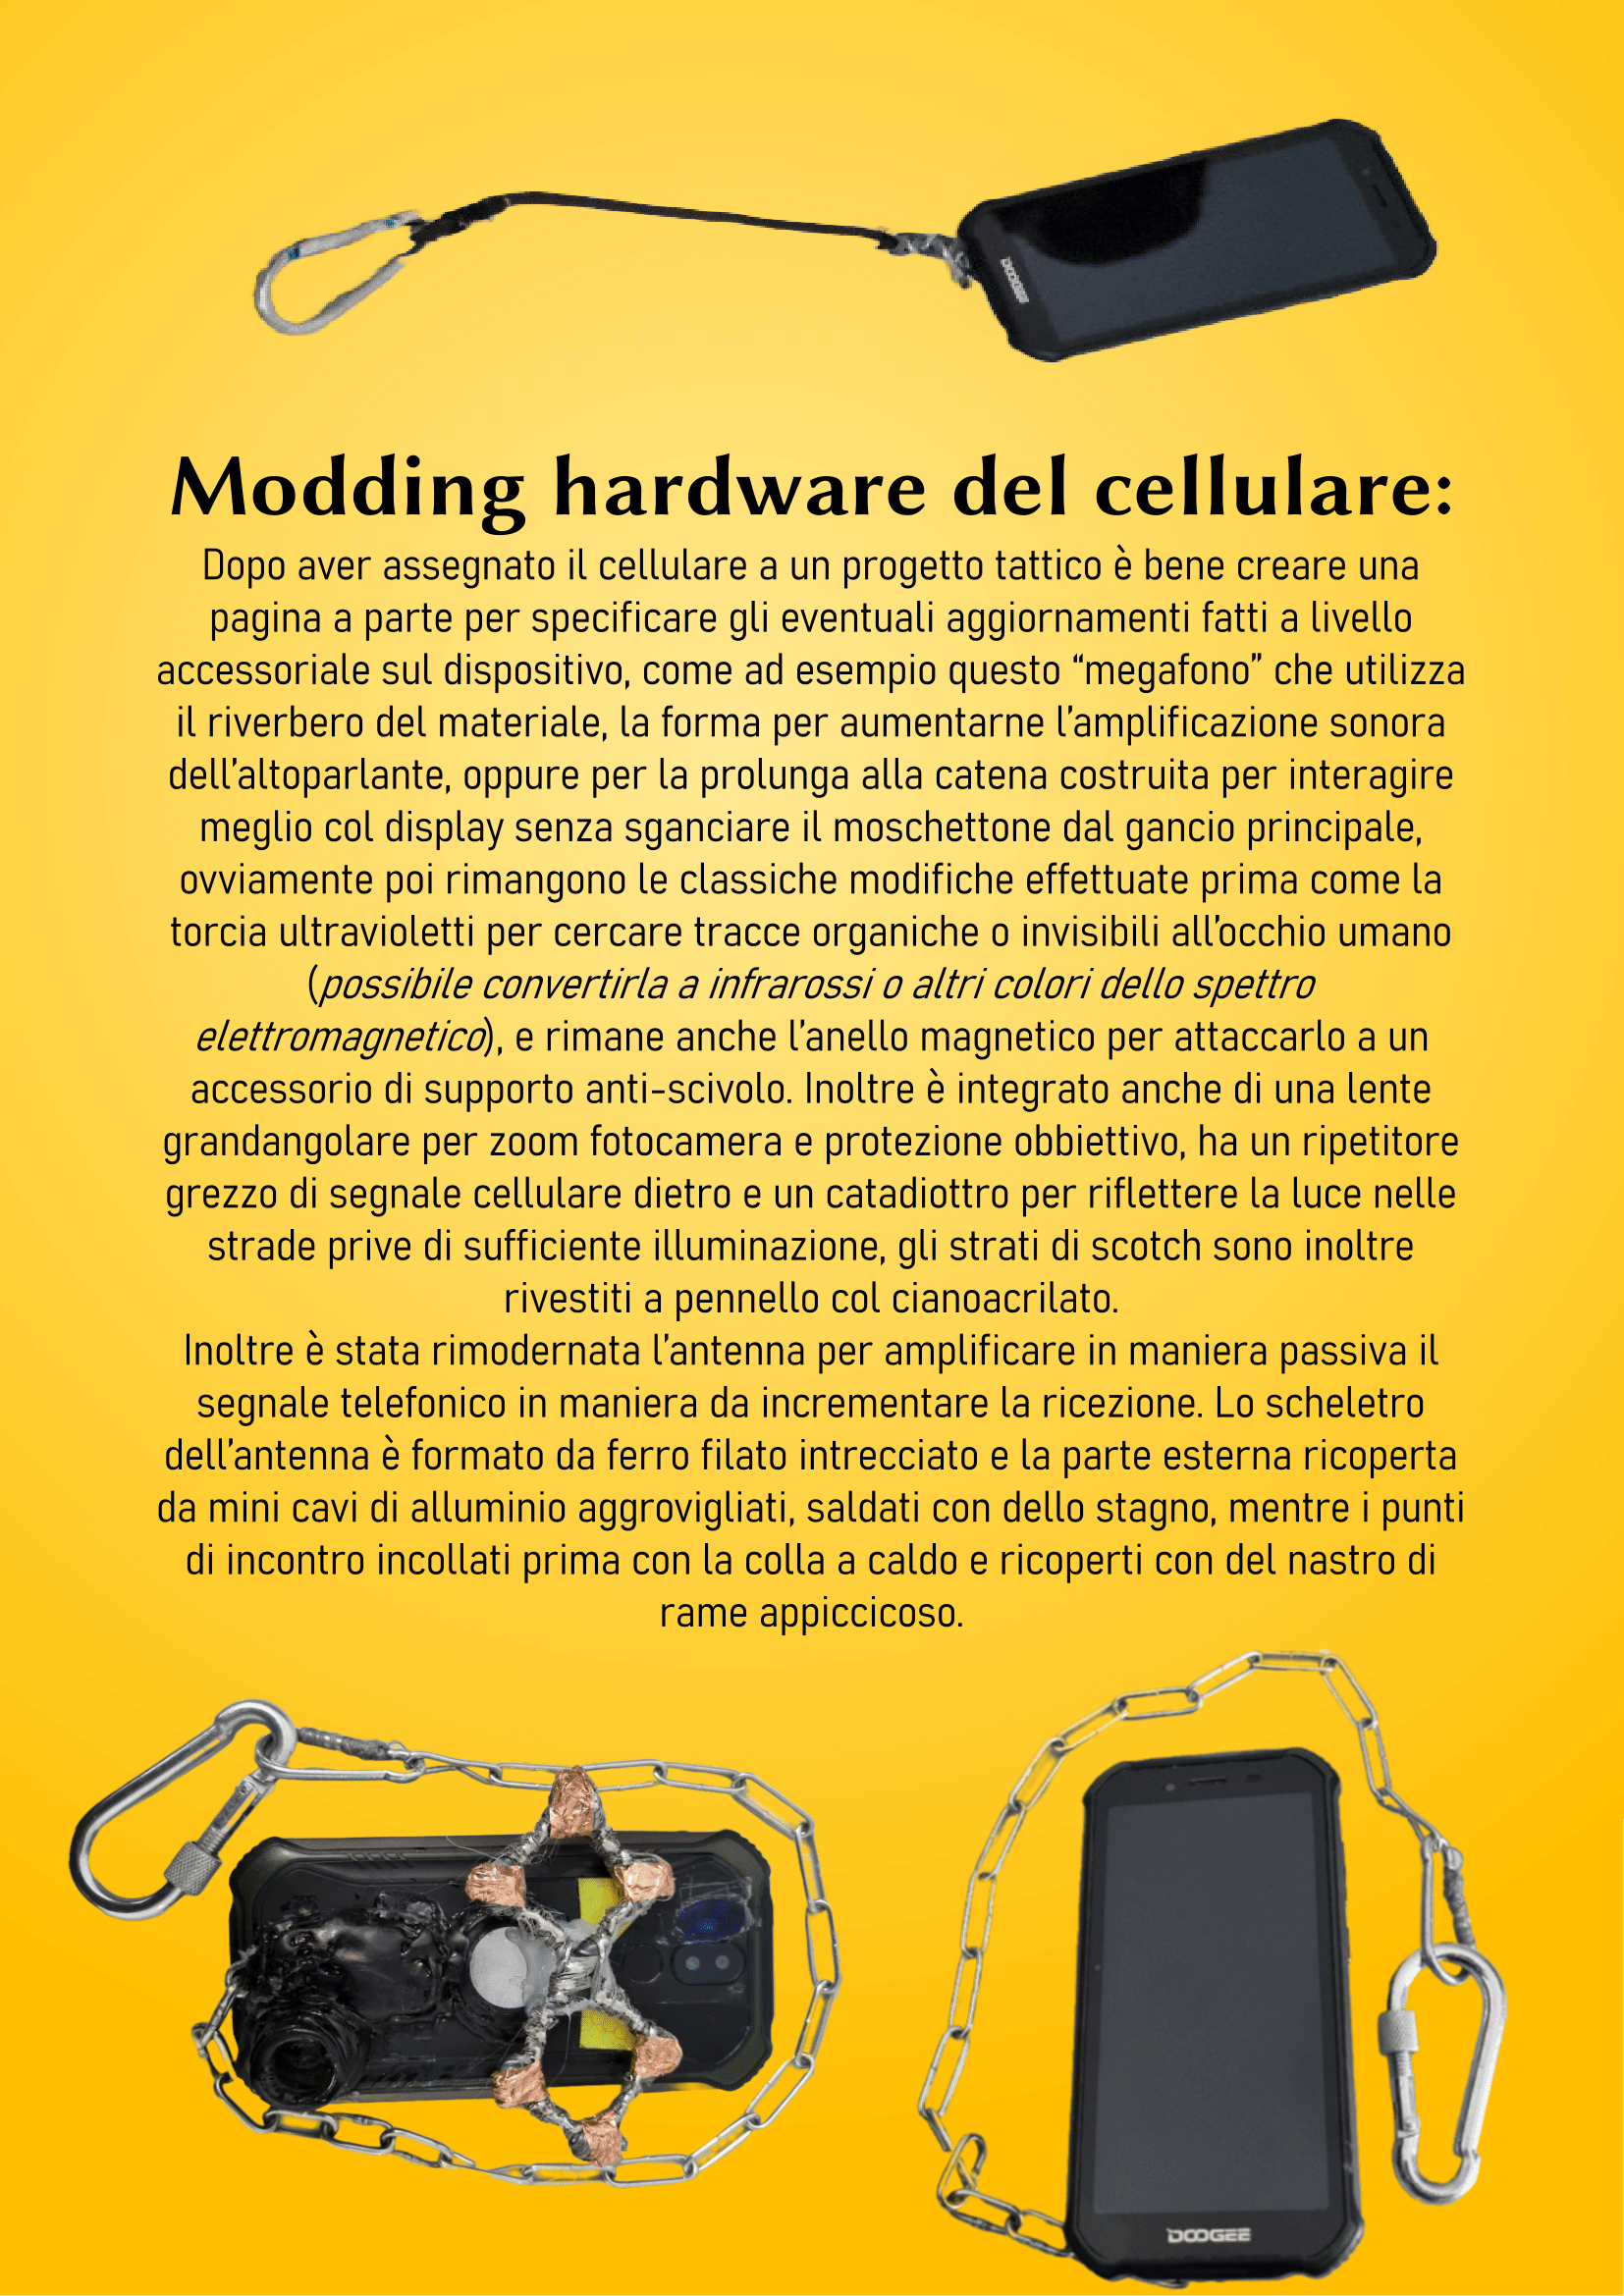 DOOGEE
Modding hardware del cellulare:
Dopo aver assegnato il cellulare a un progetto tattico è bene creare una
pagina a parte per specificare gli eventuali aggiornamenti fatti a livello
accessoriale sul dispositivo, come ad esempio questo “megafono” che utilizza
il riverbero del materiale, la forma per aumentarne l’amplificazione sonora
dell’altoparlante, oppure per la prolunga alla catena costruita per interagire
meglio col display senza sganciare il moschettone dal gancio principale,
ovviamente poi rimangono le classiche modifiche effettuate prima come la
torcia ultravioletti per cercare tracce organiche o invisibili all’occhio umano
(possibile convertirla a infrarossi o altri colori dello spettro
elettromagnetico), e rimane anche l’anello magnetico per attaccarlo a un
accessorio di supporto anti-scivolo. Inoltre è integrato anche di una lente
grandangolare per zoom fotocamera e protezione obbiettivo, ha un ripetitore
grezzo di segnale cellulare dietro e un catadiottro per riflettere la luce nelle
strade prive di sufficiente illuminazione, gli strati di scotch sono inoltre
rivestiti a pennello col cianoacrilato.
Inoltre è stata rimodernata l’antenna per amplificare in maniera passiva il
segnale telefonico in maniera da incrementare la ricezione. Lo scheletro
dell’antenna è formato da ferro filato intrecciato e la parte esterna ricoperta
da mini cavi di alluminio aggrovigliati, saldati con dello stagno, mentre i punti
di incontro incollati prima con la colla a caldo e ricoperti con del nastro di
rame appiccicoso.
DOOGEE